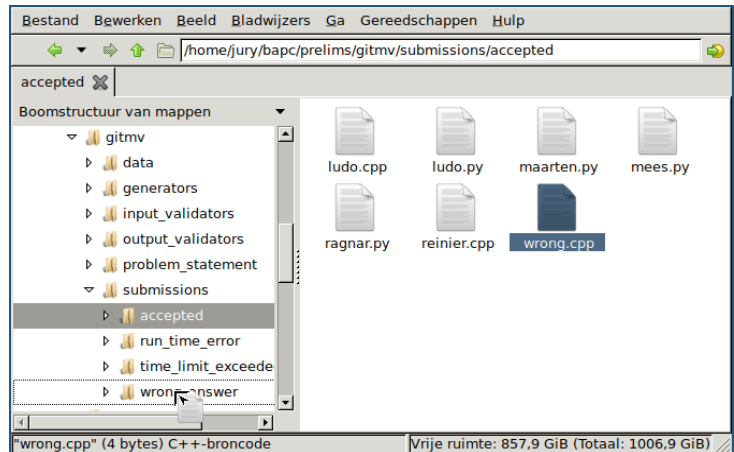 Bestand Bewerken Beeld Bladwijzers Ga Gereedschappen Hulp
/home/jury/bapc/prelims/gitmv/submissions/accepted
accepted
Boomstructuur van mappen
gitmv
data
generators
input_validators
output_validators
problem_statement
submissions
accepted
run_time_error
time_limit_exceede
wrong_answer
ludo.cpp ludo.py maarten.py mees.py
ragnar.py reinier.cpp wrong.cpp
"wrong.cpp" (4 bytes) C++-broncode Vrije ruimte: 857,9 GiB (Totaal: 1006,9 GiB)